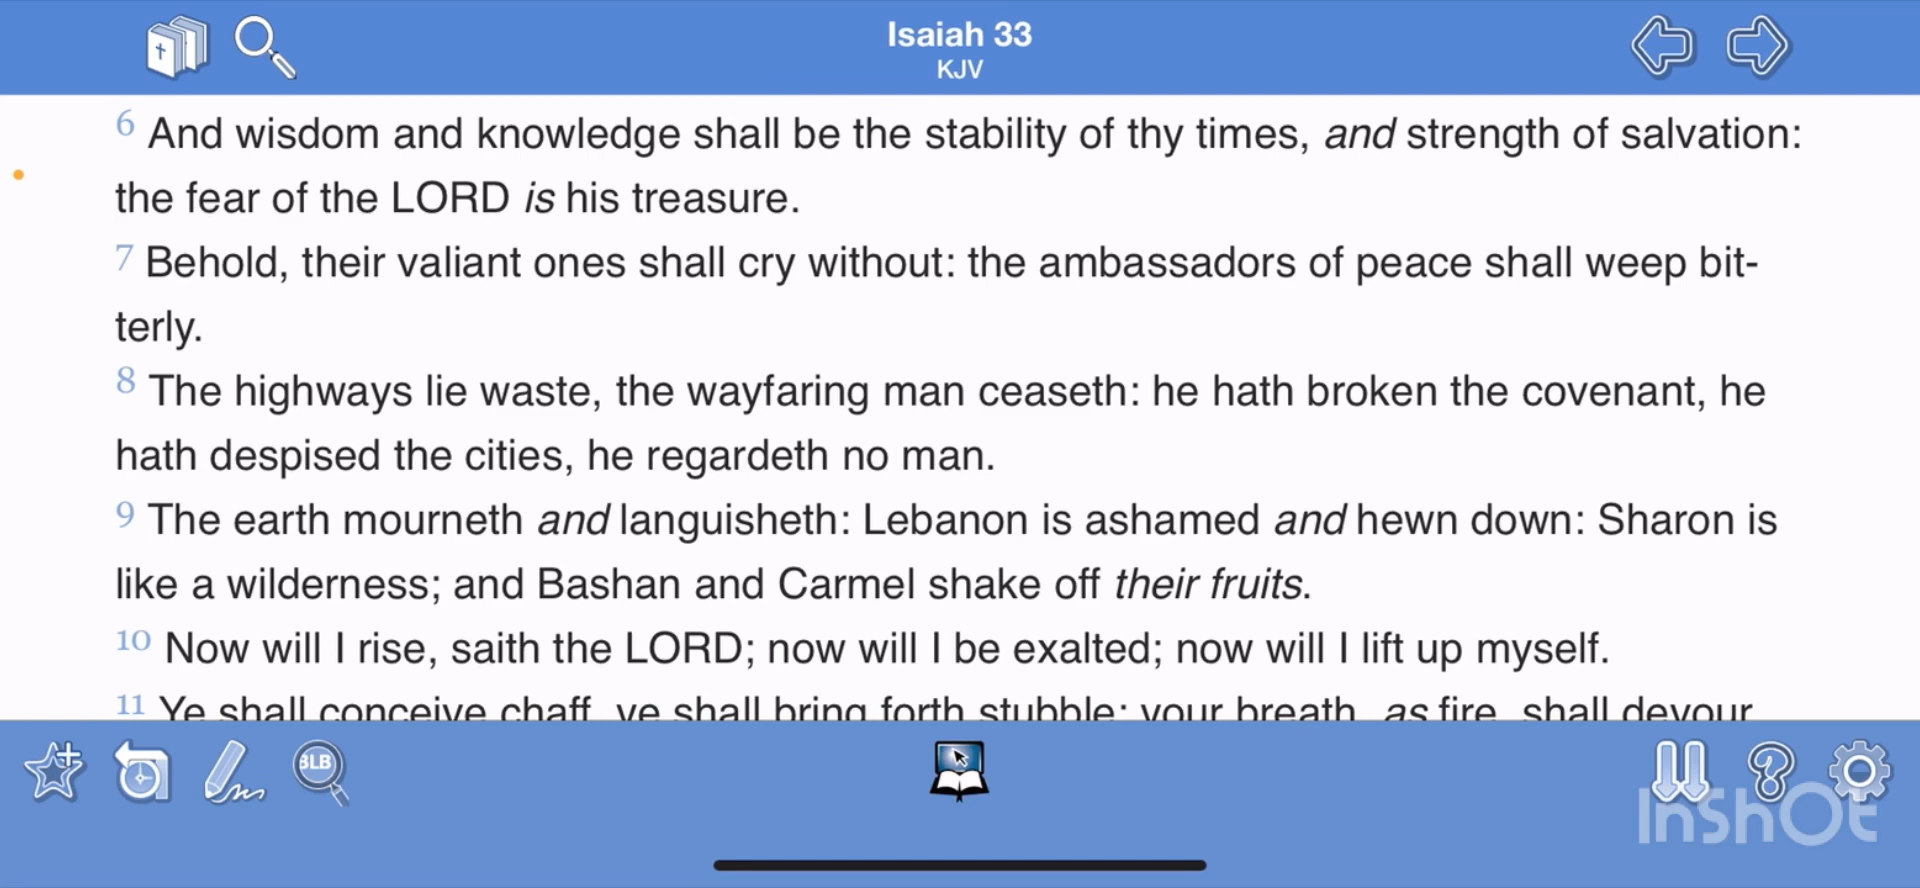 Isaiah 33
KJV
6 And wisdom and knowledge shall be the stability of thy times, and strength of salvation:
the fear of the LORD is his treasure.
7 Behold, their valiant ones shall cry without: the ambassadors of peace shall weep bit-
terly.
8 The highways lie waste, the wayfaring man ceaseth: he hath broken the covenant, he
hath despised the cities, he regardeth no man.
9 The earth mourneth and languisheth: Lebanon is ashamed and hewn down: Sharon is
like a wilderness; and Bashan and Carmel shake off their fruits.
10 Now will I rise, saith the LORD; now will I be exalted; now will I lift up myself.
11 Ye shall conceive chaff, ye shall bring forth stubble: your breath, as fire, shall devour
BLB
InShOt